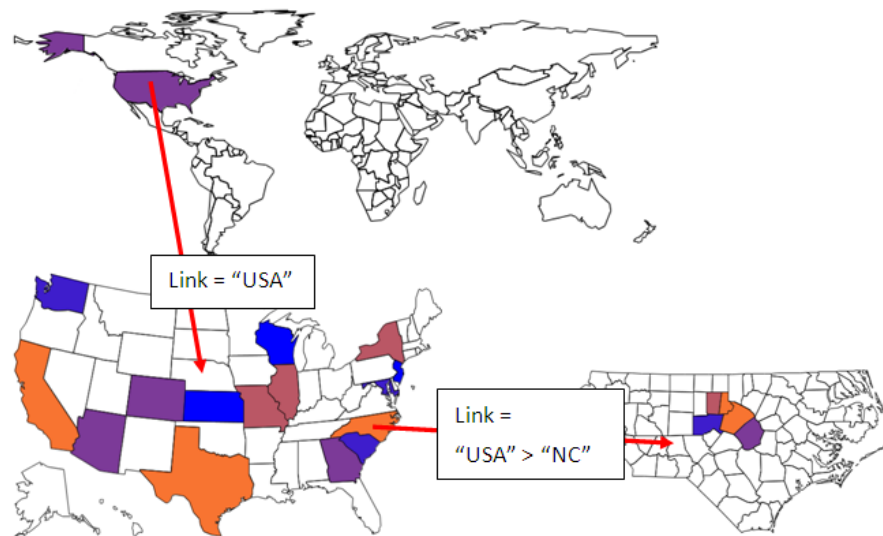 Link = “USA”
Link =
“USA” > “NC”